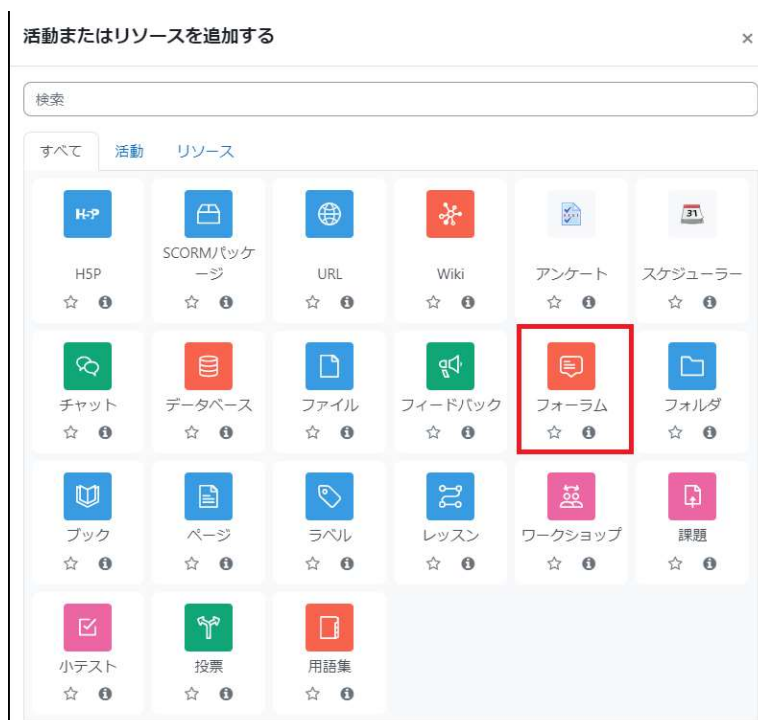 活動またはリソースを追加する
×
検索
すべて 活動 リソース
H5P
H5P
SCORMパッケ
ージ
URL
Wiki
アンケート
31
スケジューラー
チャット
データベース
ファイル
フィードバック
フォーラム
フォルダ
ブック
ページ
ラベル
レッスン
ワークショップ
課題
小テスト
投票
用語集